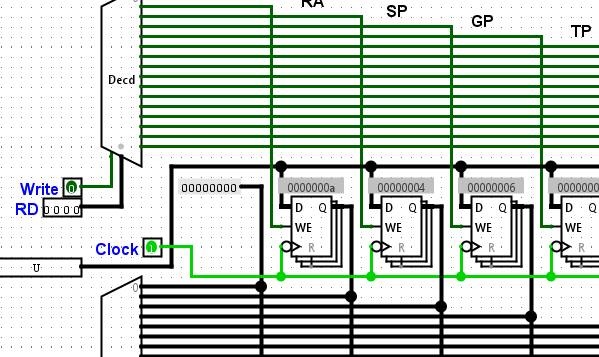 RA
SP
GP
TP
Decd
Write 0
RD 0 0 0 0
00000000
0000000a
00000004
00000006
D Q
D Q
D Q
D
WE
WE
WE
WE
Clock 1
R
R
R
R
U
0